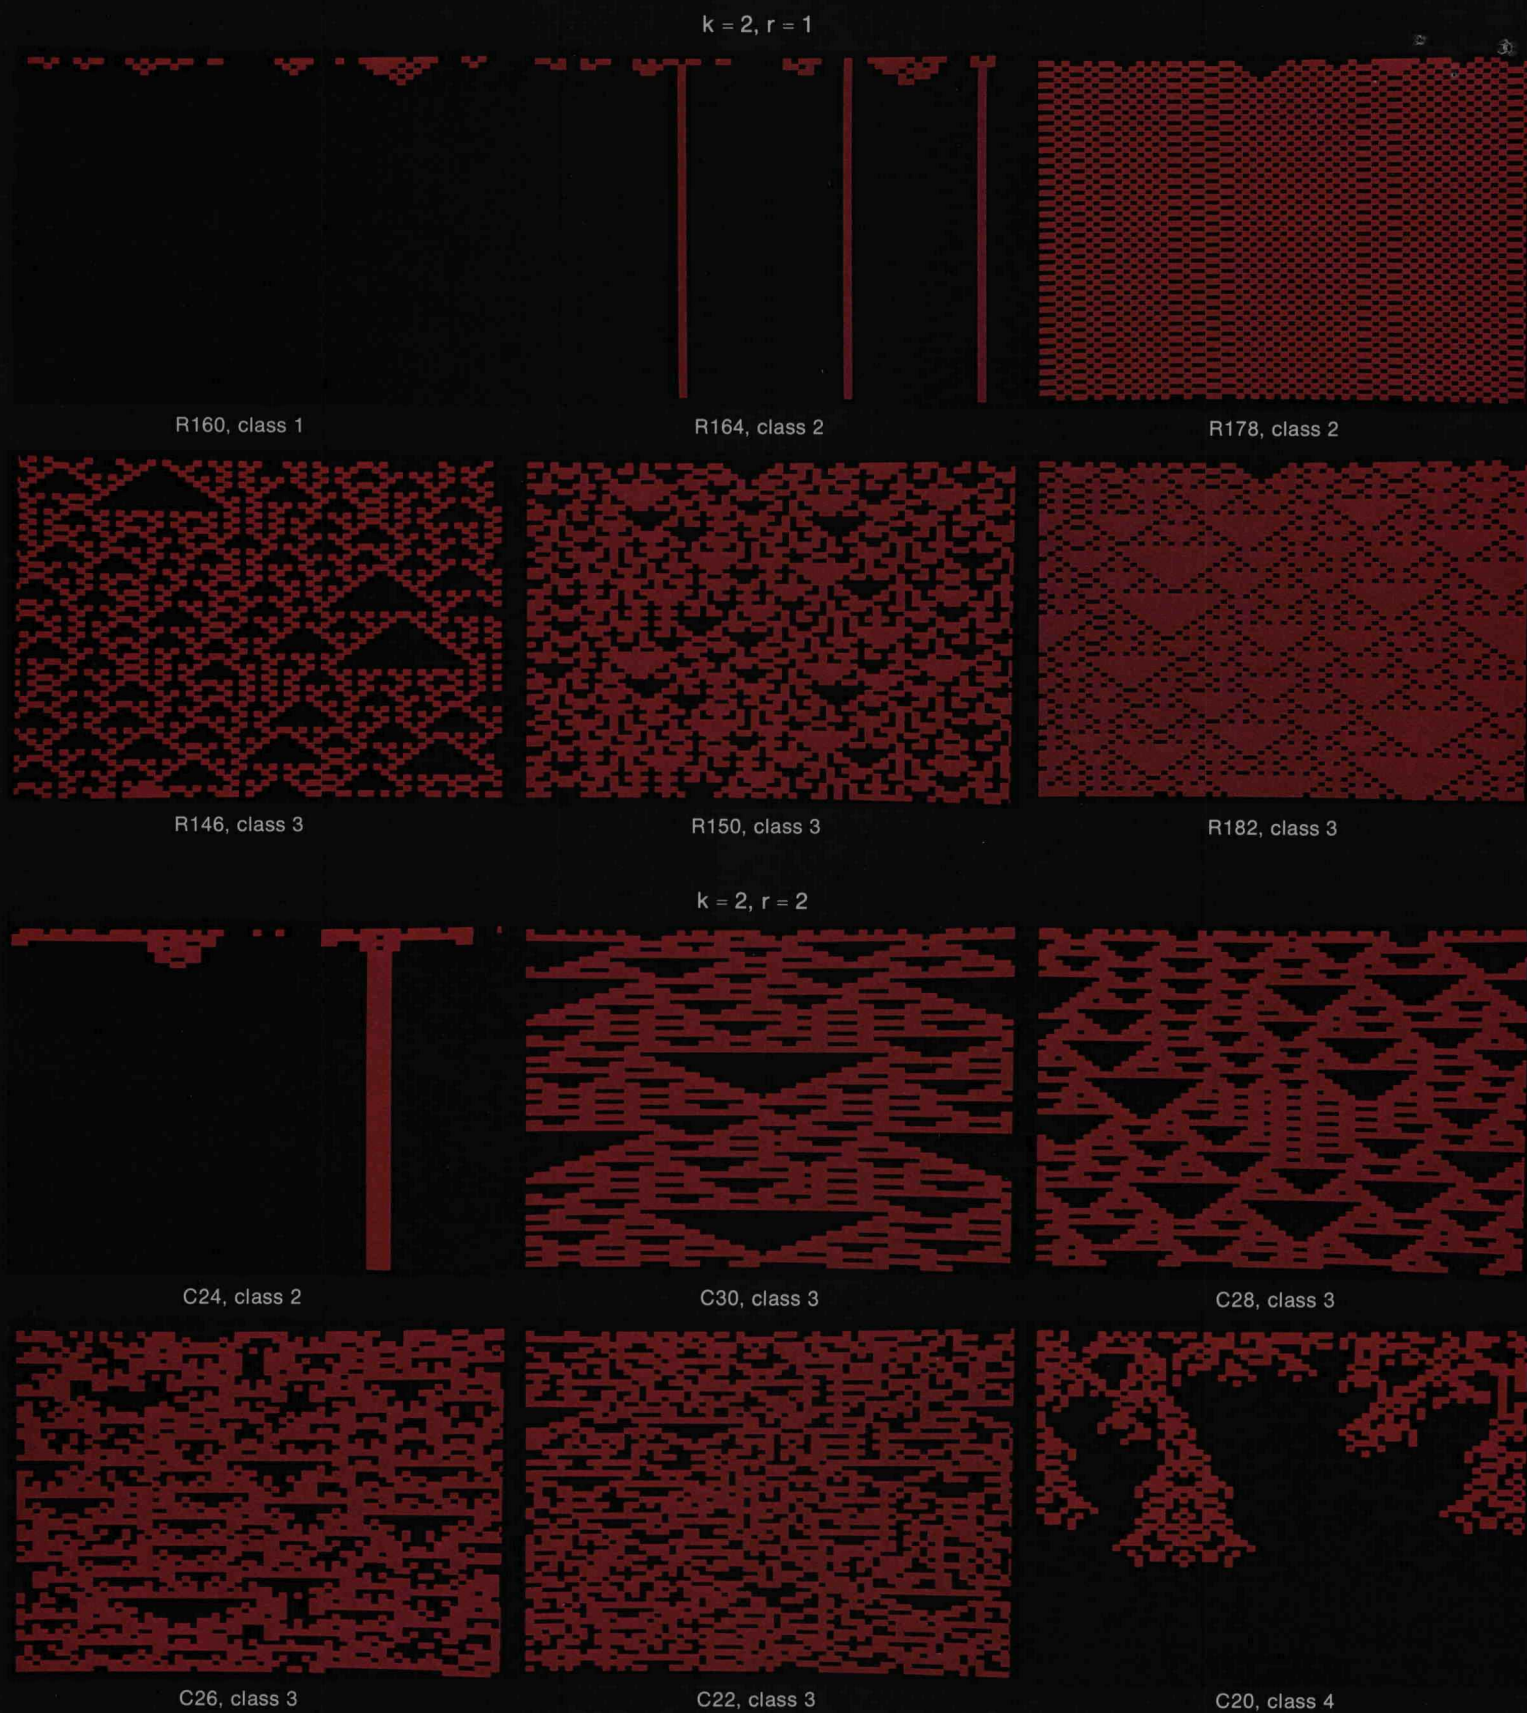 k = 2, r = 1
R160, class 1
R164, class 2
R178, class 2
R146, class 3
R150, class 3
R182, class 3
k = 2, r = 2
C24, class 2
C30, class 3
C28, class 3
C26, class 3
C22, class 3
C20, class 4